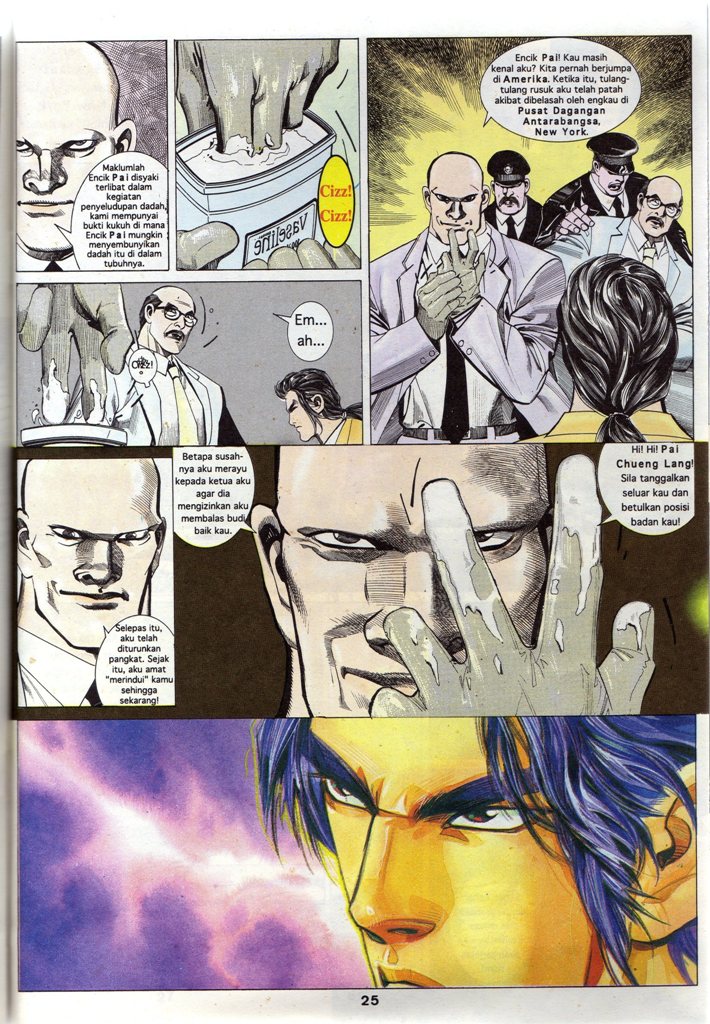 Maklumlah
Encik Pai disyaki
terlibat dalam
kegiatan
penyeludupan dadah,
kami mempunyai
bukti kukuh di mana
Encik Pai mungkin
menyembunyikan
dadah itu di dalam
tubuhnya.
Cizz!
Cizz!
Vaseline
Encik Pai! Kau masih
kenal aku? Kita pernah berjumpa
di Amerika. Ketika itu, tulang-
tulang rusuk aku telah patah
akibat dibelasah oleh engkau di
Pusat Dagangan
Antarabangsa,
New York.
Cizz!
Em...
ah...
Selepas itu,
aku telah
diturunkan
pangkat. Sejak
itu, aku amat
"merindui" kamu
sehingga
sekarang!
Betapa susah-
nya aku merayu
kepada ketua aku
agar dia
mengizinkan aku
membalas budi
baik kau.
Hi! Hi! Pai
Chueng Lang!
Sila tanggalkan
seluar kau dan
betulkan posisi
badan kau!
25